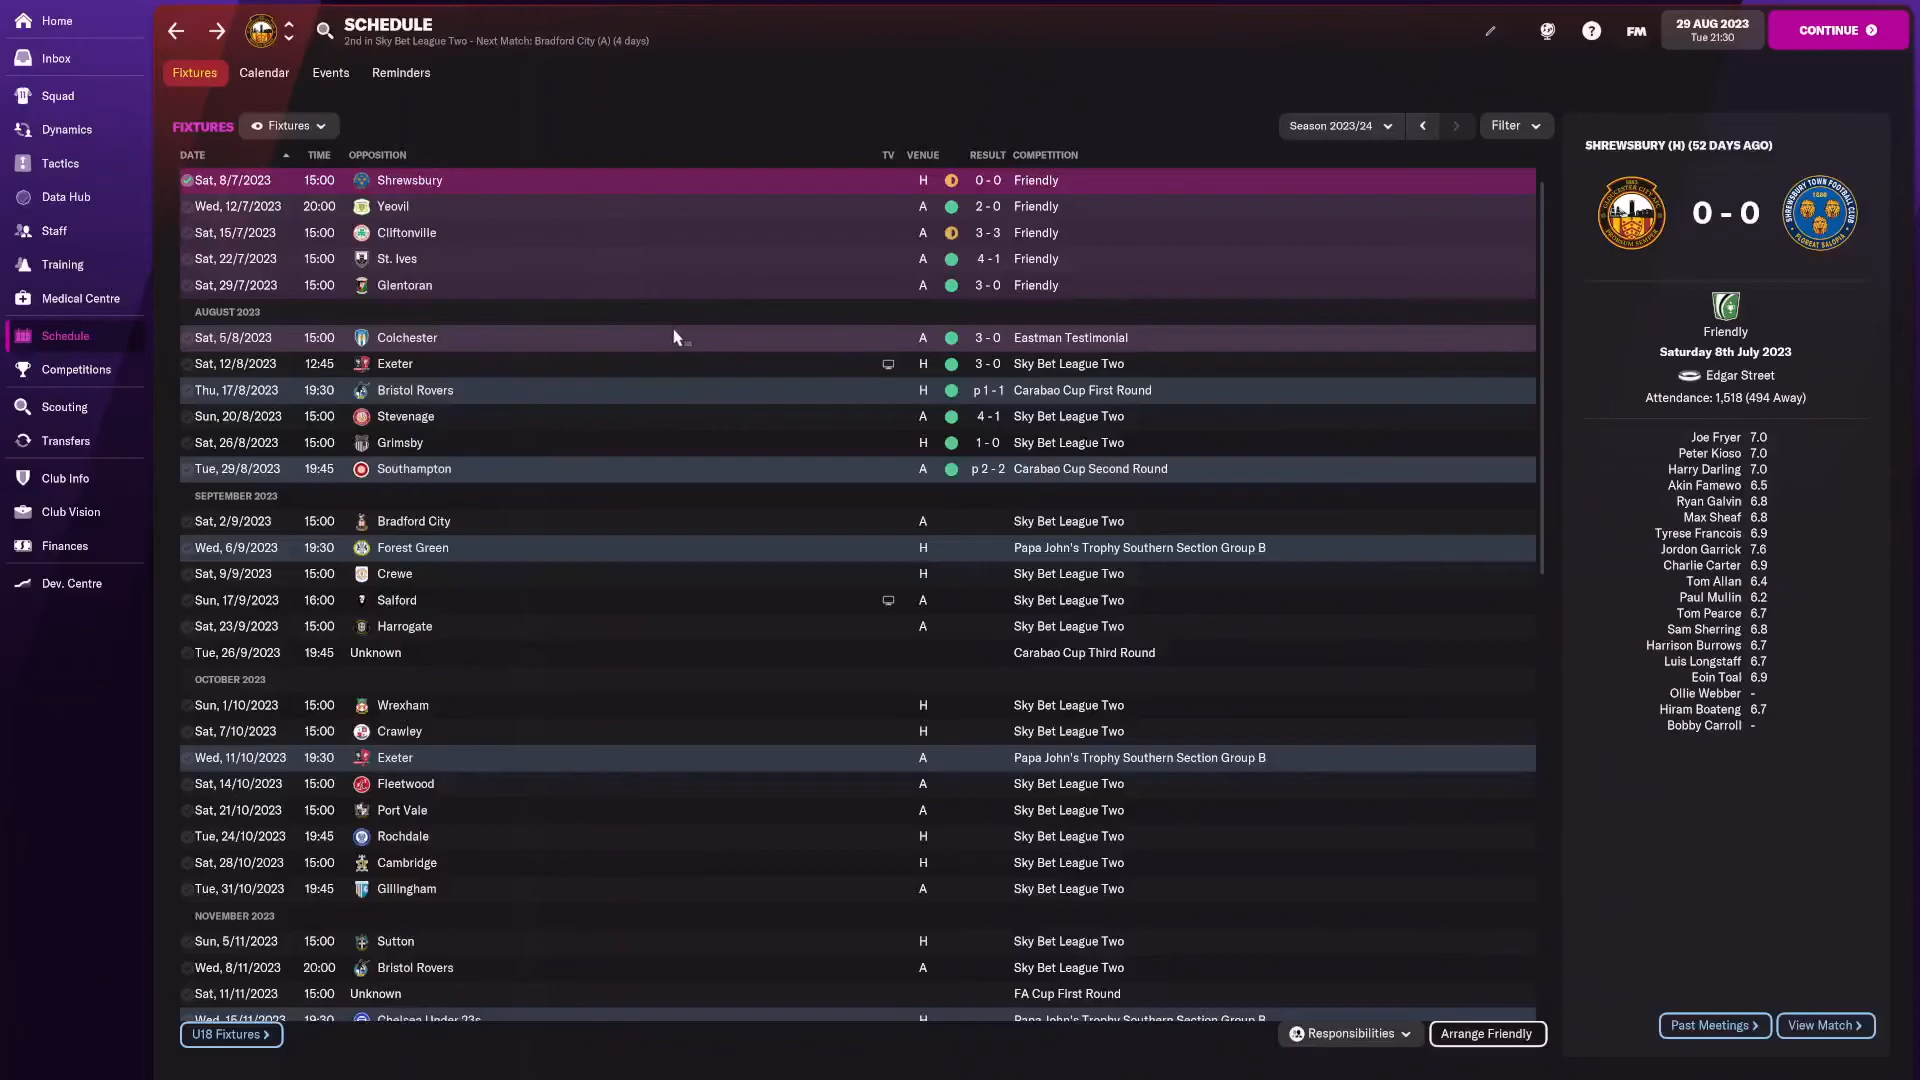 Home
Inbox
Squad
Dynamics
Tactics
Data Hub
Staff
Training
Medical Centre
Schedule
Competitions
Scouting
Transfers
Club Info
Club Vision
Finances
Dev. Centre
SCHEDULE
2nd in Sky Bet League Two - Next Match: Bradford City (A) (4 days)
FM
29 AUG 2023
Tue 21:30
CONTINUE
Fixtures Calendar Events Reminders
FIXTURES Fixtures Season 2023/24 Filter
DATE TIME OPPOSITION TV VENUE RESULT COMPETITION
Sat, 8/7/2023 15:00 Shrewsbury H 0 - 0 Friendly
Wed, 12/7/2023 20:00 Yeovil A 2 - 0 Friendly
Sat, 15/7/2023 15:00 Cliftonville A 3 - 3 Friendly
Sat, 22/7/2023 15:00 St. Ives A 4 - 1 Friendly
Sat, 29/7/2023 15:00 Glentoran A 3 - 0 Friendly
AUGUST 2023
Sat, 5/8/2023 15:00 Colchester A 3 - 0 Eastman Testimonial
Sat, 12/8/2023 12:45 Exeter H 3 - 0 Sky Bet League Two
Thu, 17/8/2023 19:30 Bristol Rovers H p 1 - 1 Carabao Cup First Round
Sun, 20/8/2023 15:00 Stevenage A 4 - 1 Sky Bet League Two
Sat, 26/8/2023 15:00 Grimsby H 1 - 0 Sky Bet League Two
Tue, 29/8/2023 19:45 Southampton A p 2 - 2 Carabao Cup Second Round
SEPTEMBER 2023
Sat, 2/9/2023 15:00 Bradford City A Sky Bet League Two
Wed, 6/9/2023 19:30 Forest Green H Papa John's Trophy Southern Section Group B
Sat, 9/9/2023 15:00 Crewe H Sky Bet League Two
Sun, 17/9/2023 16:00 Salford A Sky Bet League Two
Sat, 23/9/2023 15:00 Harrogate A Sky Bet League Two
Tue, 26/9/2023 19:45 Unknown Carabao Cup Third Round
OCTOBER 2023
Sun, 1/10/2023 15:00 Wrexham H Sky Bet League Two
Sat, 7/10/2023 15:00 Crawley H Sky Bet League Two
Wed, 11/10/2023 19:30 Exeter A Papa John's Trophy Southern Section Group B
Sat, 14/10/2023 15:00 Fleetwood A Sky Bet League Two
Sat, 21/10/2023 15:00 Port Vale A Sky Bet League Two
Tue, 24/10/2023 19:45 Rochdale H Sky Bet League Two
Sat, 28/10/2023 15:00 Cambridge H Sky Bet League Two
Tue, 31/10/2023 19:45 Gillingham A Sky Bet League Two
NOVEMBER 2023
Sun, 5/11/2023 15:00 Sutton H Sky Bet League Two
Wed, 8/11/2023 20:00 Bristol Rovers A Sky Bet League Two
Sat, 11/11/2023 15:00 Unknown FA Cup First Round
Wed, 15/11/2023 19:30 Chelsea Under 23s H Papa John's Trophy Southern Section Group B
U18 Fixtures Responsibilities Arrange Friendly
SHREWSBURY (H) (52 DAYS AGO)
0 - 0
SHREWSBURY TOWN FOOTBALL CLUB
1886
FLOREAT SALOPIA
Friendly
Saturday 8th July 2023
Edgar Street
Attendance: 1,518 (494 Away)
Joe Fryer 7.0
Peter Kioso 7.0
Harry Darling 7.0
Akin Famewo 6.5
Ryan Galvin 6.8
Max Sheaf 6.8
Tyrese Francois 6.9
Jordon Garrick 7.6
Charlie Carter 6.9
Tom Allan 6.4
Paul Mullin 6.2
Tom Pearce 6.7
Sam Sherring 6.8
Harrison Burrows 6.7
Luis Longstaff 6.7
Eoin Toal 6.9
Ollie Webber -
Hiram Boateng 6.7
Bobby Carroll -
Past Meetings View Match